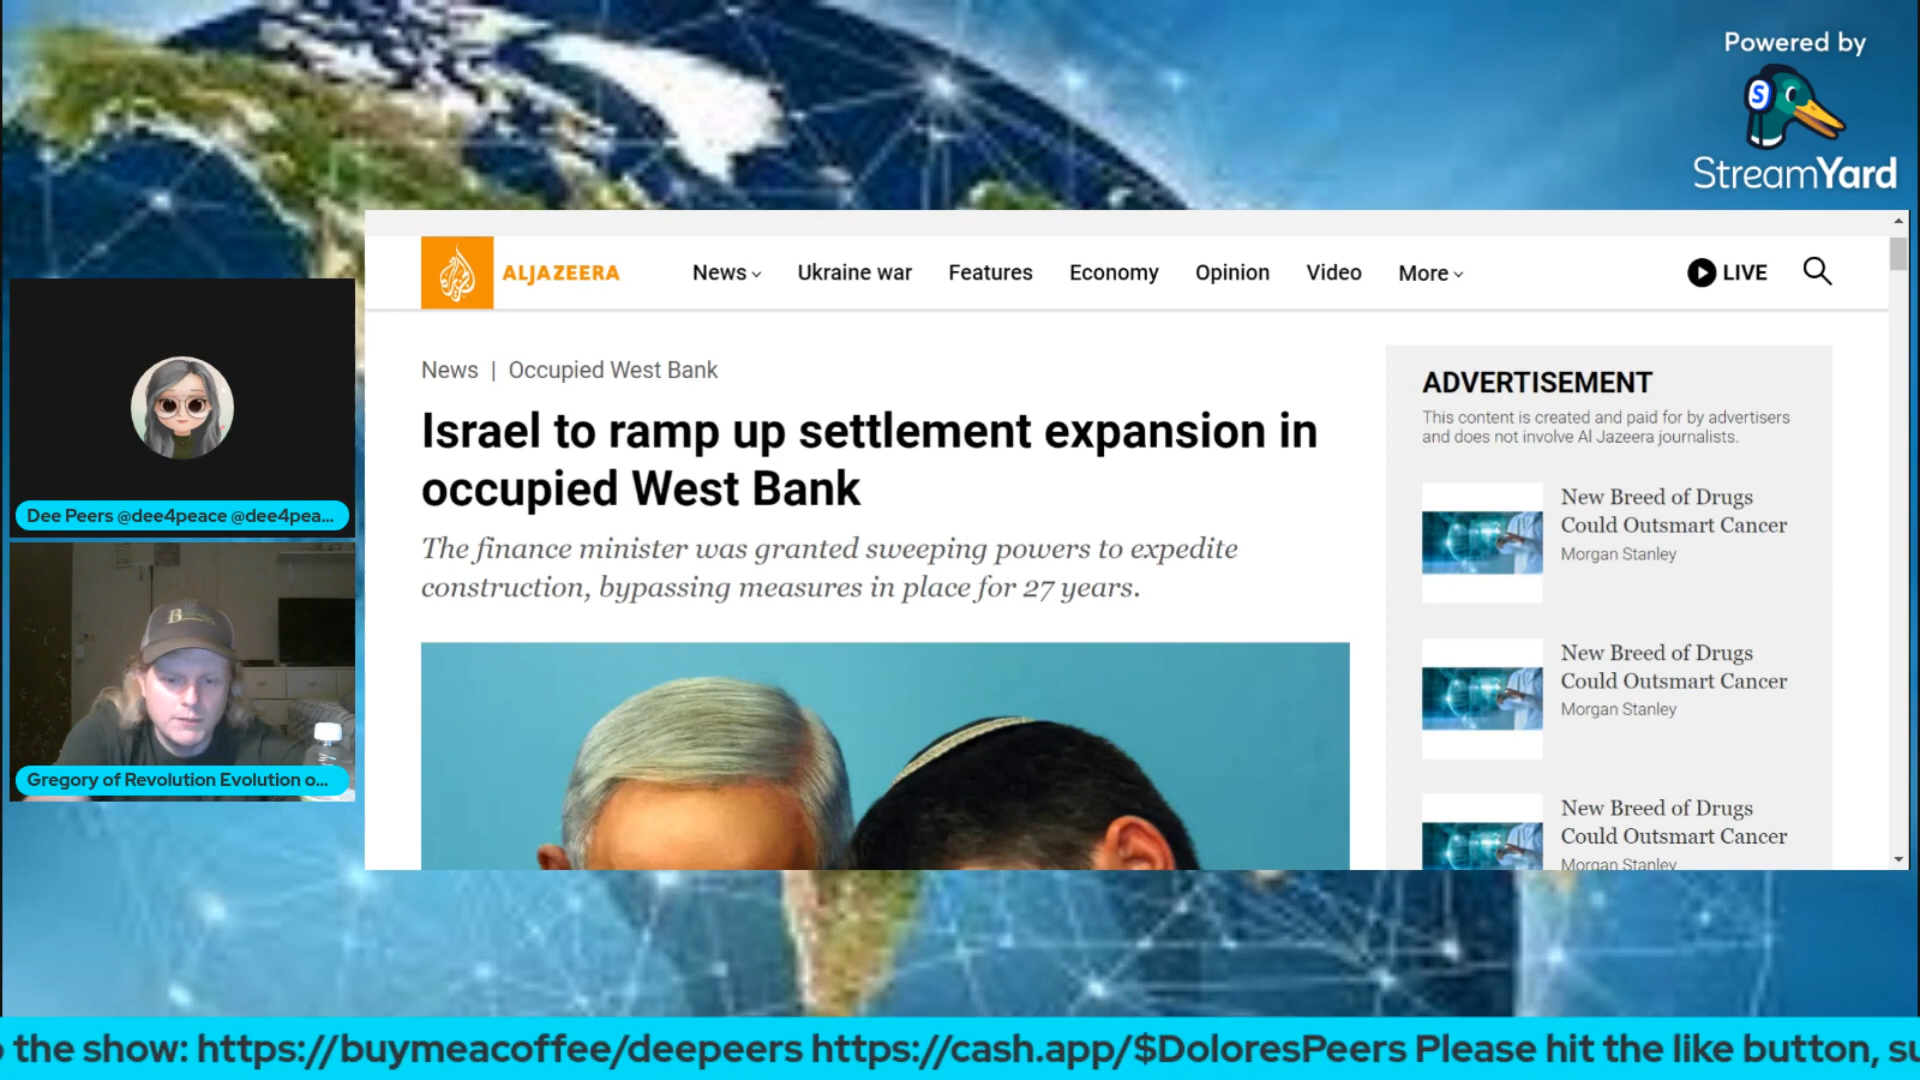 Powered by
StreamYard
ALJAZEERA
News
Ukraine war
Features
Economy
Opinion
Video
More
LIVE
News | Occupied West Bank
Israel to ramp up settlement expansion in
occupied West Bank
The finance minister was granted sweeping powers to expedite
construction, bypassing measures in place for 27 years.
ADVERTISEMENT
This content is created and paid for by advertisers
and does not involve Al Jazeera journalists.
New Breed of Drugs
Could Outsmart Cancer
Morgan Stanley
New Breed of Drugs
Could Outsmart Cancer
Morgan Stanley
New Breed of Drugs
Could Outsmart Cancer
Morgan Stanley
Dee Peers @dee4peace @dee4pea...
Gregory of Revolution Evolution o...
the show: https://buymeacoffee/deepeers https://cash.app/$DoloresPeers Please hit the like button, su